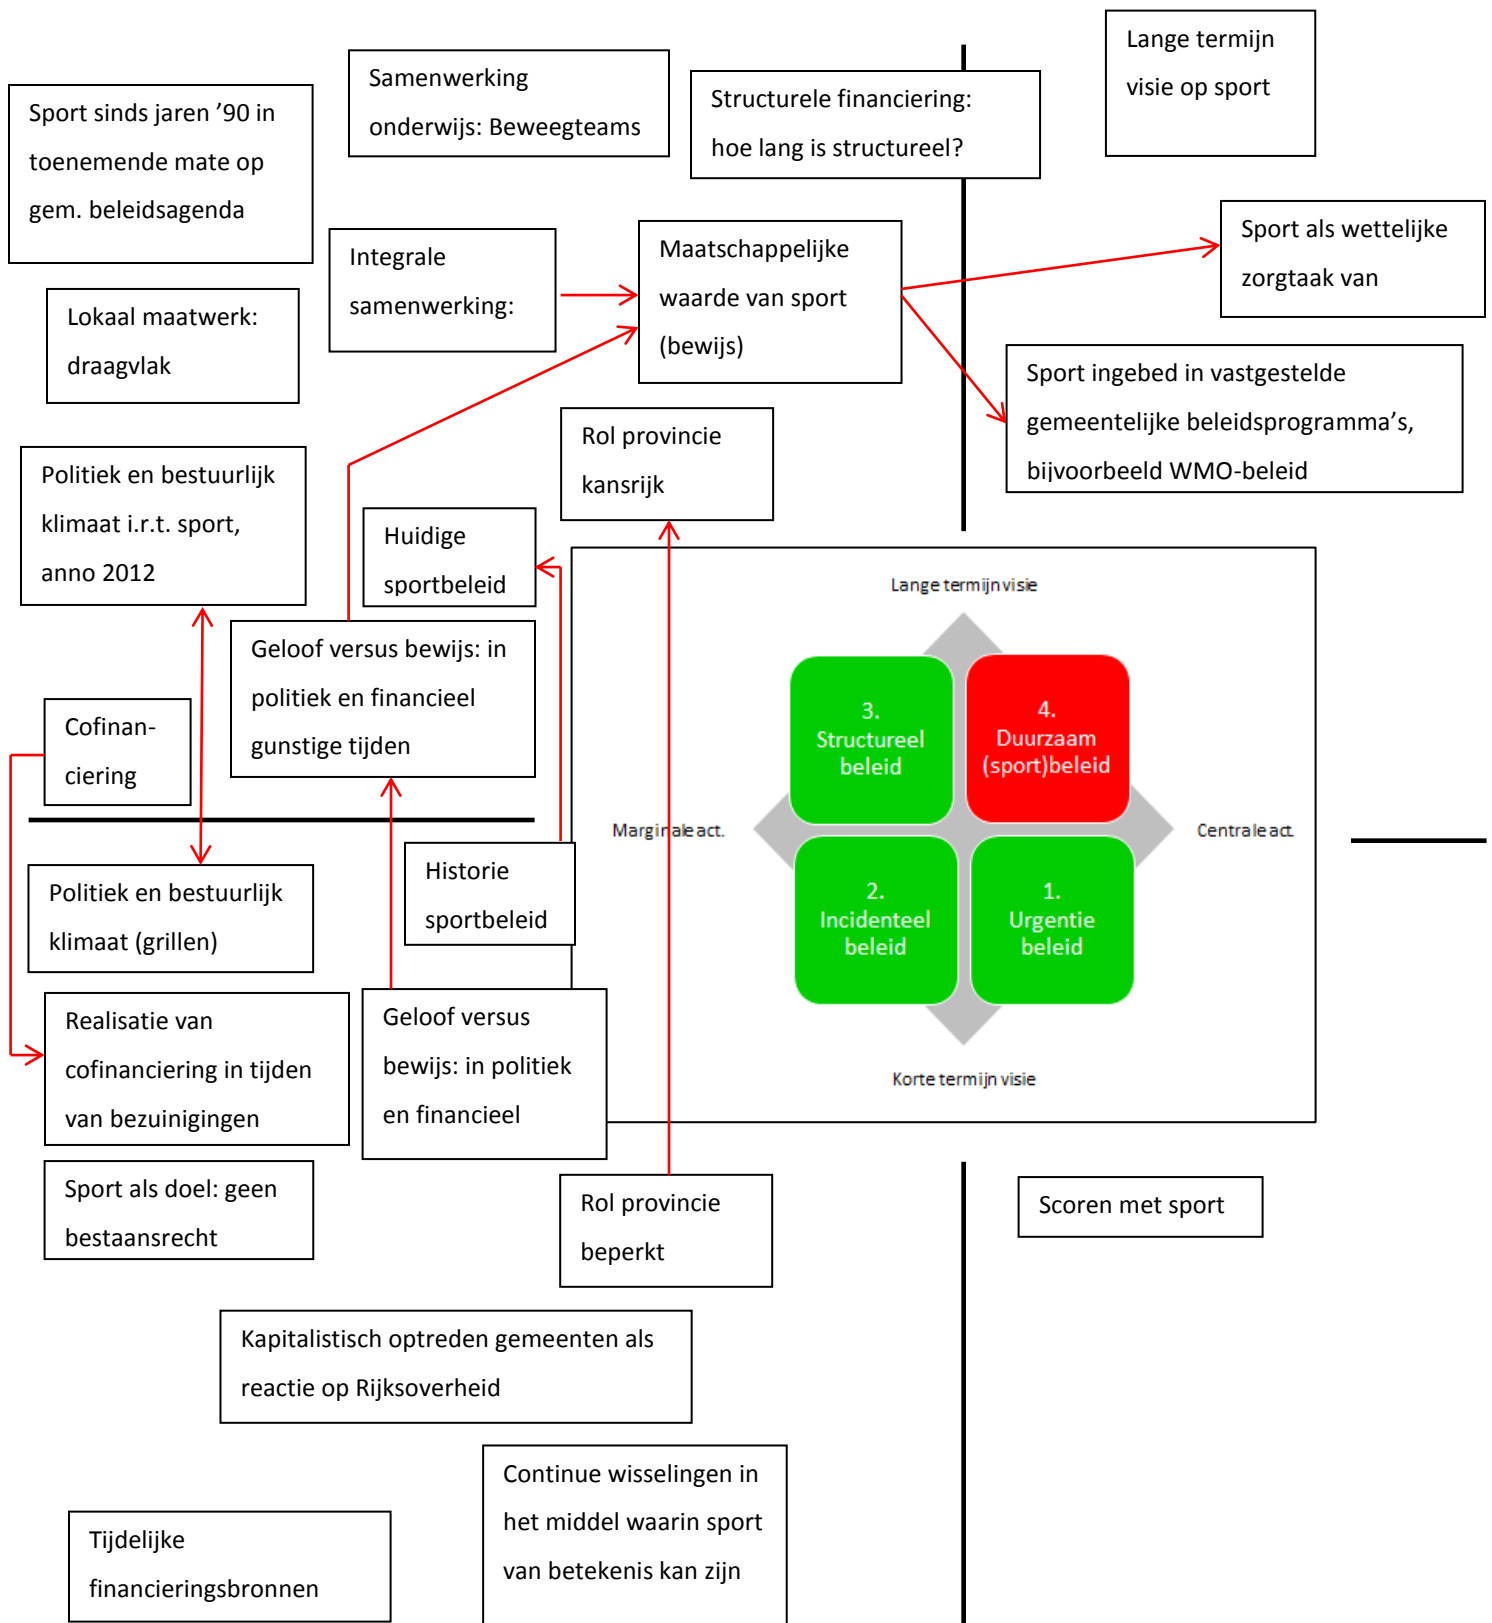 Lange termijn
visie op sport
Samenwerking
onderwijs: Beweegteams
Structurele financiering:
hoe lang is structureel?
Sport sinds jaren ’90 in
toenemende mate op
gem. beleidsagenda
Integrale
samenwerking:
Maatschappelijke
waarde van sport
(bewijs)
Sport als wettelijke
zorgtaak van
Lokaal maatwerk:
draagvlak
Sport ingebed in vastgestelde
gemeentelijke beleidsprogramma’s,
bijvoorbeeld WMO-beleid
Rol provincie
kansrijk
Politiek en bestuurlijk
klimaat i.r.t. sport,
anno 2012
Huidige
sportbeleid
Geloof versus bewijs: in
politiek en financieel
gunstige tijden
Cofinan-
ciering
Lange termijn visie
3.
Structureel
beleid
4.
Duurzaam
(sport)beleid
Marginale act.
Centrale act.
2.
Incidenteel
beleid
1.
Urgentie
beleid
Korte termijn visie
Historie
sportbeleid
Politiek en bestuurlijk
klimaat (grillen)
Realisatie van
cofinanciering in tijden
van bezuinigingen
Geloof versus
bewijs: in politiek
en financieel
Sport als doel: geen
bestaansrecht
Rol provincie
beperkt
Scoren met sport
Kapitalistisch optreden gemeenten als
reactie op Rijksoverheid
Continue wisselingen in
het middel waarin sport
van betekenis kan zijn
Tijdelijke
financieringsbronnen